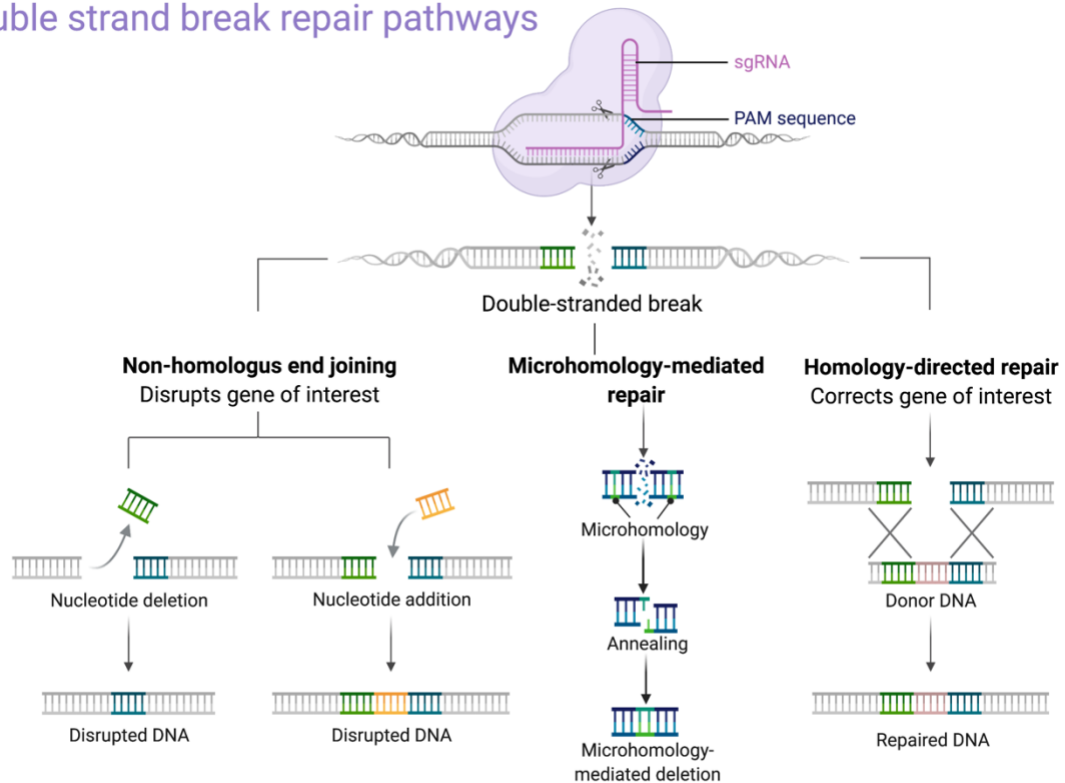 uble strand break repair pathways
sgRNA
PAM sequence
Double-stranded break
Non-homologus end joining
Disrupts gene of interest
Microhomology-mediated
repair
Homology-directed repair
Corrects gene of interest
Microhomology
Nucleotide deletion
Nucleotide addition
Donor DNA
Annealing
Disrupted DNA
Disrupted DNA
Repaired DNA
Microhomology-
mediated deletion